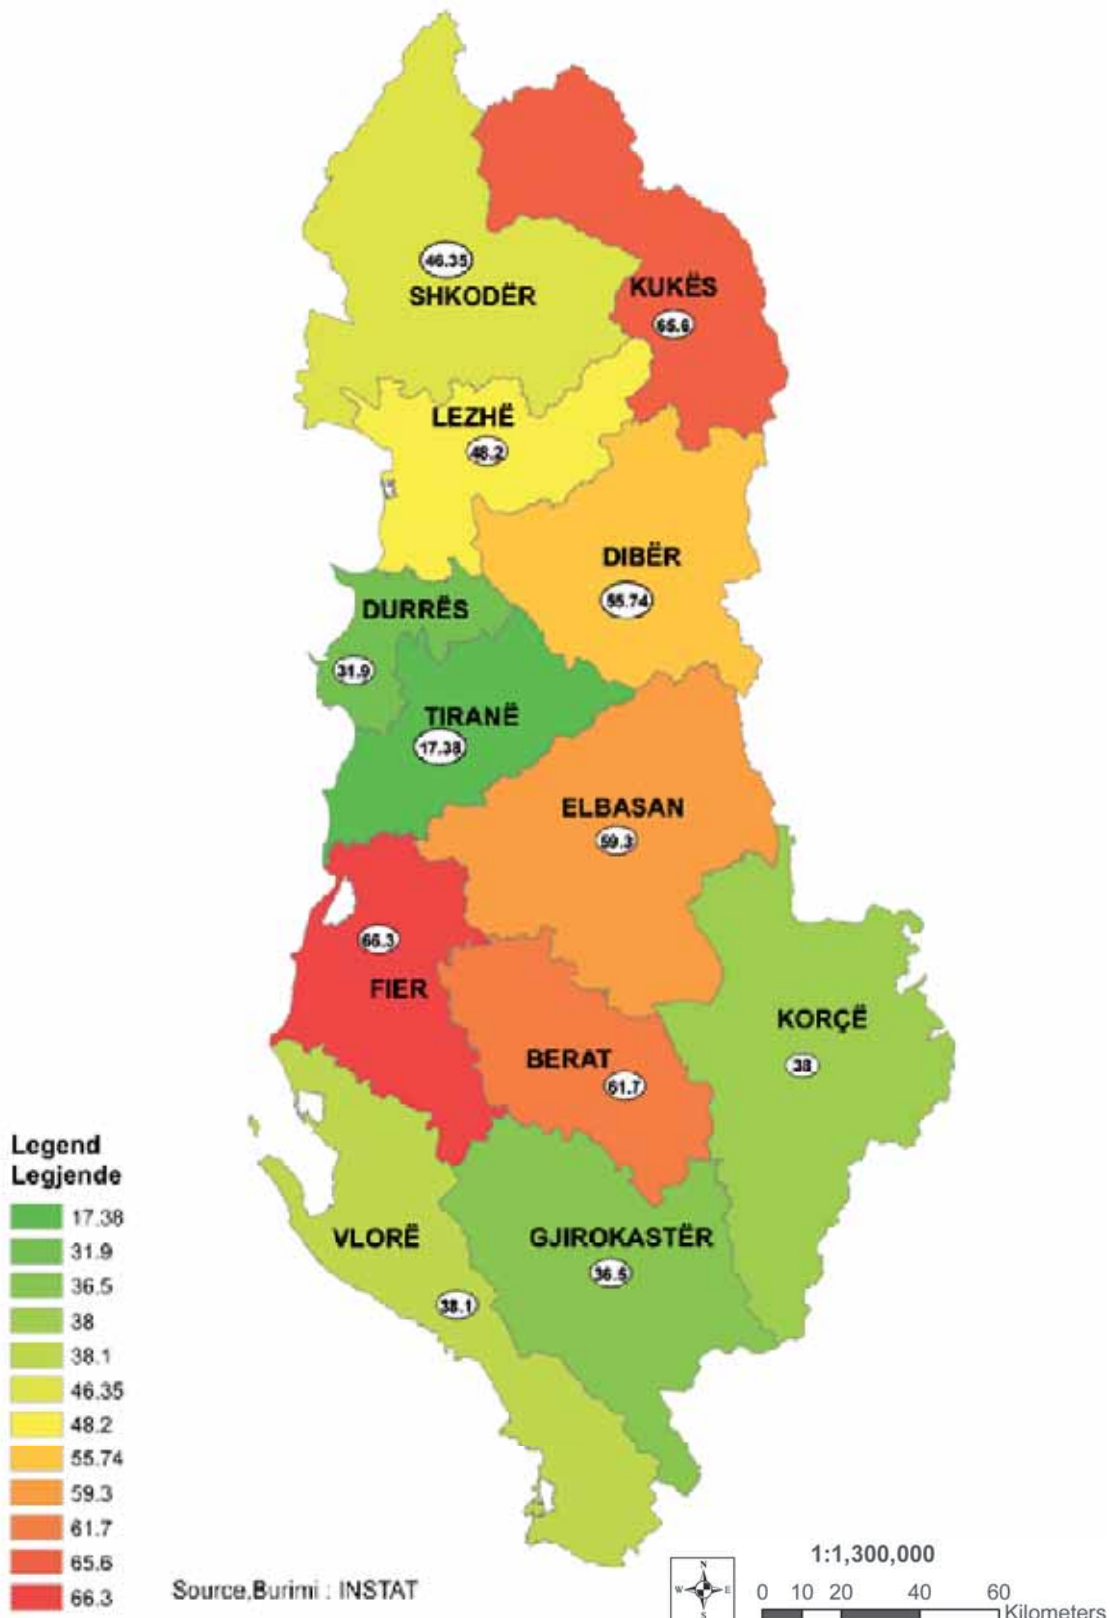 46.35
SHKODËR
KUKËS
65.6
LEZHË
48.2
DIBËR
55.74
DURRËS
31.9
TIRANË
17.38
ELBASAN
59.3
66.3
FIER
KORÇË
38
BERAT
61.7
VLORË
38.1
GJIROKASTËR
36.5
Legend
Legjende
17.38
31.9
36.5
38
38.1
46.35
48.2
55.74
59.3
61.7
65.6
66.3
Source,Burimi : INSTAT
N
W E
S
1:1,300,000
0 10 20 40 60
Kilometers